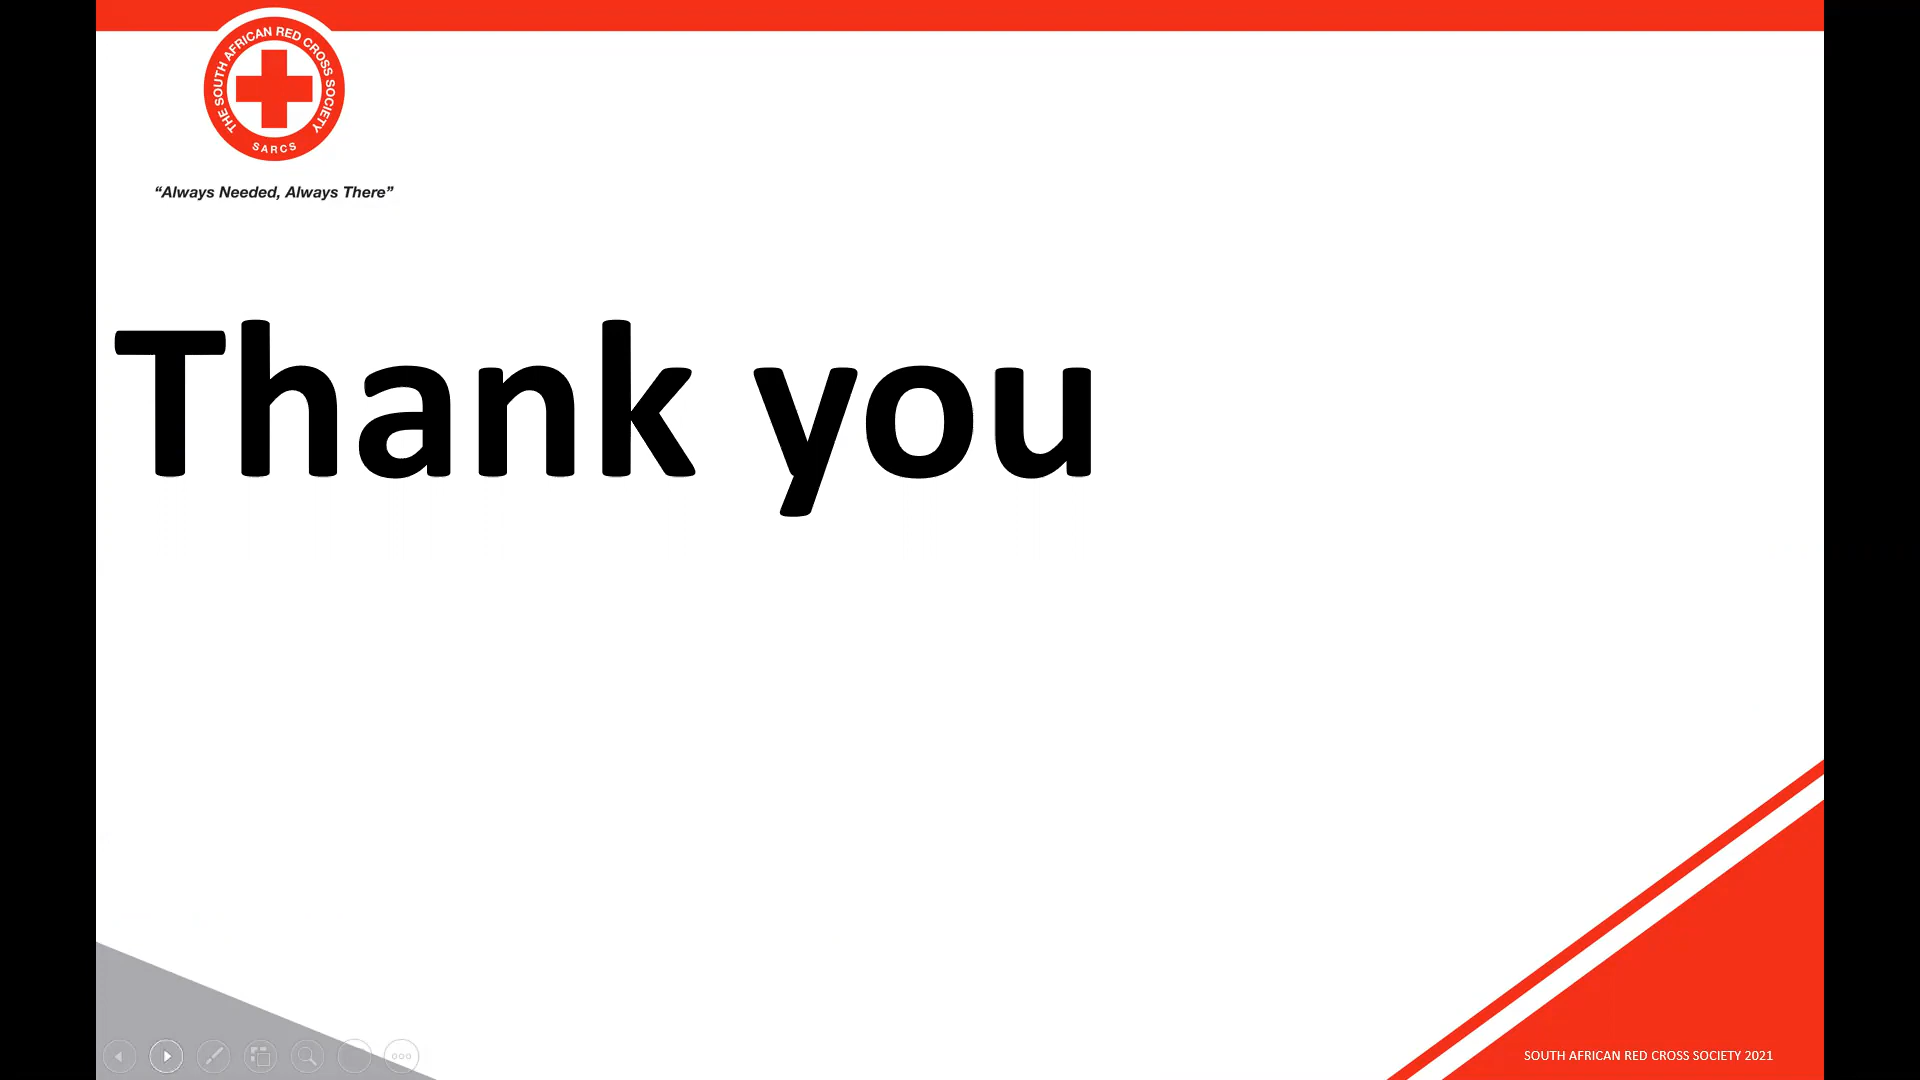 THE SOUTH AFRICAN RED CROSS SOCIETY
SARCS
“Always Needed, Always There”
Thank you
SOUTH AFRICAN RED CROSS SOCIETY 2021